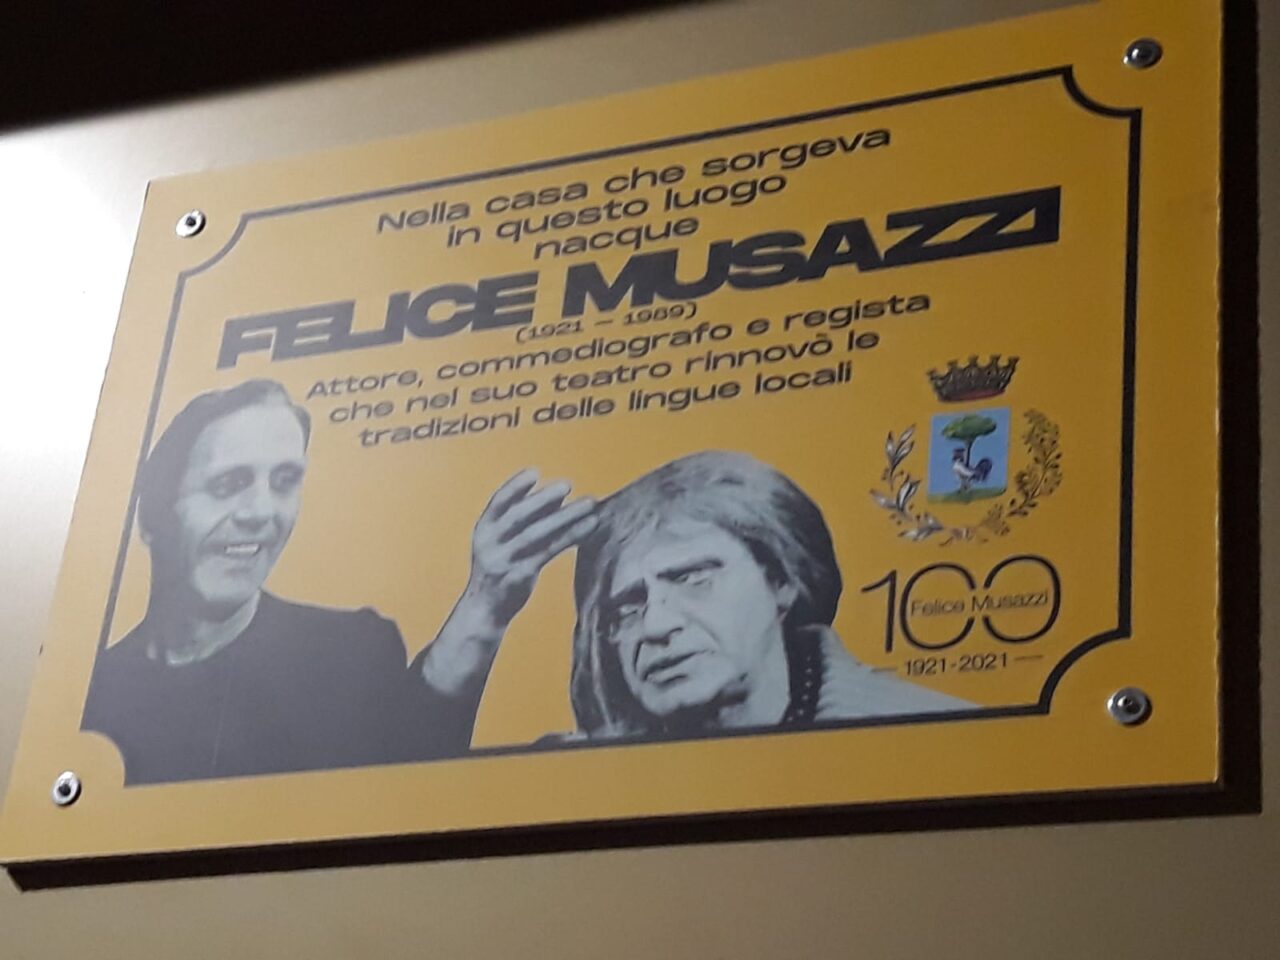 Nella casa che sorgeva
in questo luogo
nacque
FELICE MUSAZZI
(1921 – 1989)
Attore, commediografo e regista
che nel suo teatro rinnovò le
tradizioni delle lingue locali
100
Felice Musazzi
1921-2021